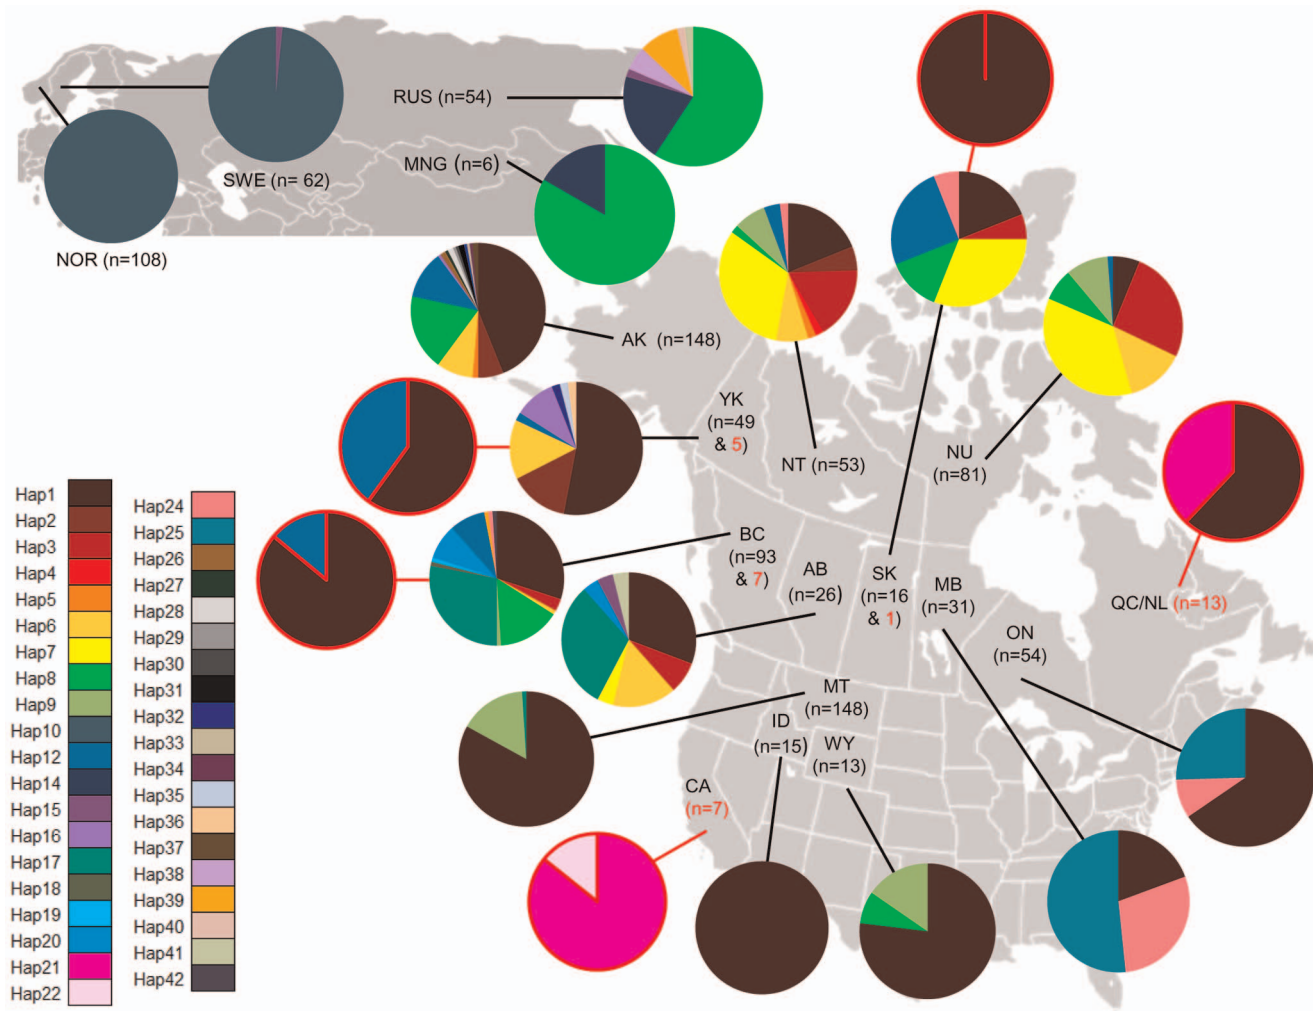 RUS (n=54)
MNG (n=6)
SWE (n= 62)
NOR (n=108)
AK (n=148)
YK
(n=49
& 5)
NT (n=53)
NU
(n=81)
BC
(n=93
& 7)
AB
(n=26)
SK
(n=16
& 1)
MB
(n=31)
QC/NL (n=13)
ON
(n=54)
MT
(n=148)
ID
(n=15)
WY
(n=13)
CA
(n=7)
Hap1
Hap2
Hap3
Hap4
Hap5
Hap6
Hap7
Hap8
Hap9
Hap10
Hap12
Hap14
Hap15
Hap16
Hap17
Hap18
Hap19
Hap20
Hap21
Hap22
Hap24
Hap25
Hap26
Hap27
Hap28
Hap29
Hap30
Hap31
Hap32
Hap33
Hap34
Hap35
Hap36
Hap37
Hap38
Hap39
Hap40
Hap41
Hap42